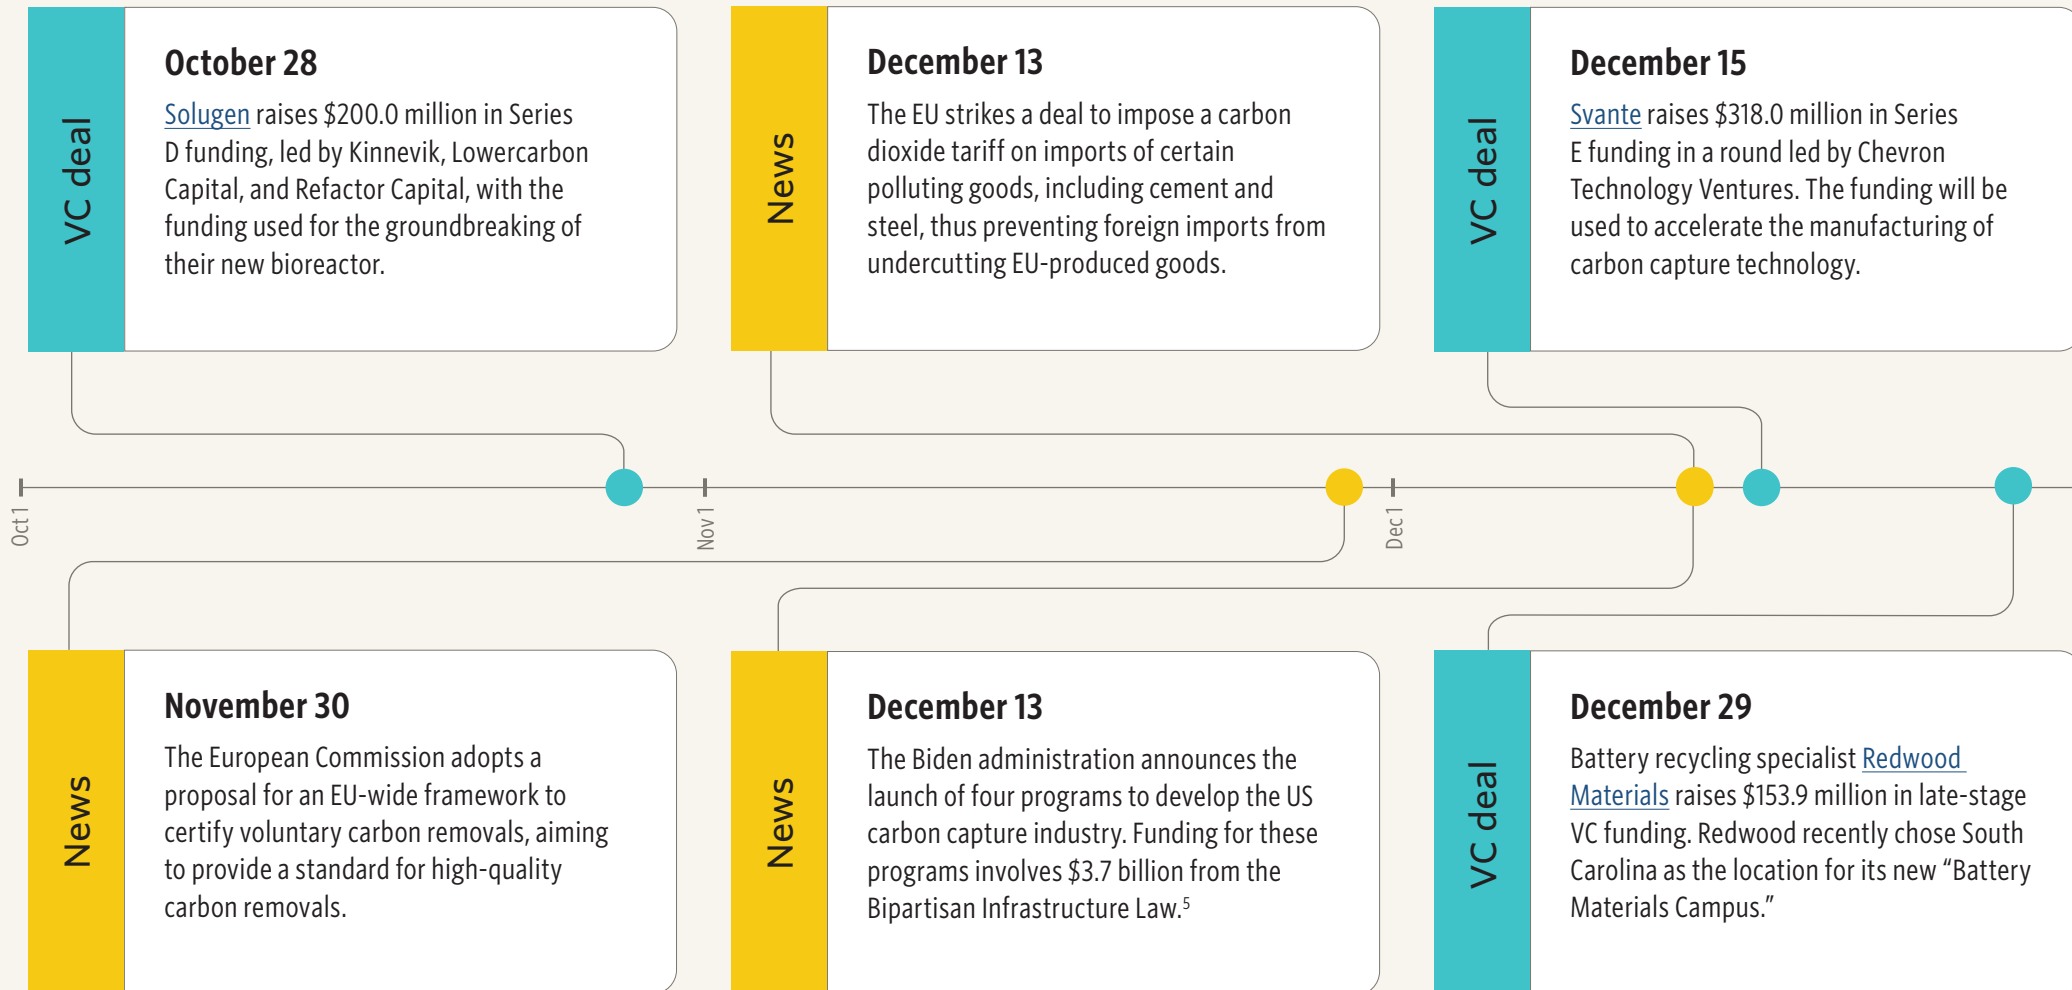 VC deal
October 28
Solugen raises $200.0 million in Series
D funding, led by Kinnevik, Lowercarbon
Capital, and Refactor Capital, with the
funding used for the groundbreaking of
their new bioreactor.
News
December 13
The EU strikes a deal to impose a carbon
dioxide tariff on imports of certain
polluting goods, including cement and
steel, thus preventing foreign imports from
undercutting EU-produced goods.
VC deal
December 15
Svante raises $318.0 million in Series
E funding in a round led by Chevron
Technology Ventures. The funding will be
used to accelerate the manufacturing of
carbon capture technology.
Oct 1
Nov 1
Dec 1
News
November 30
The European Commission adopts a
proposal for an EU-wide framework to
certify voluntary carbon removals, aiming
to provide a standard for high-quality
carbon removals.
News
December 13
The Biden administration announces the
launch of four programs to develop the US
carbon capture industry. Funding for these
programs involves $3.7 billion from the
Bipartisan Infrastructure Law.⁵
VC deal
December 29
Battery recycling specialist Redwood
Materials raises $153.9 million in late-stage
VC funding. Redwood recently chose South
Carolina as the location for its new “Battery
Materials Campus.”